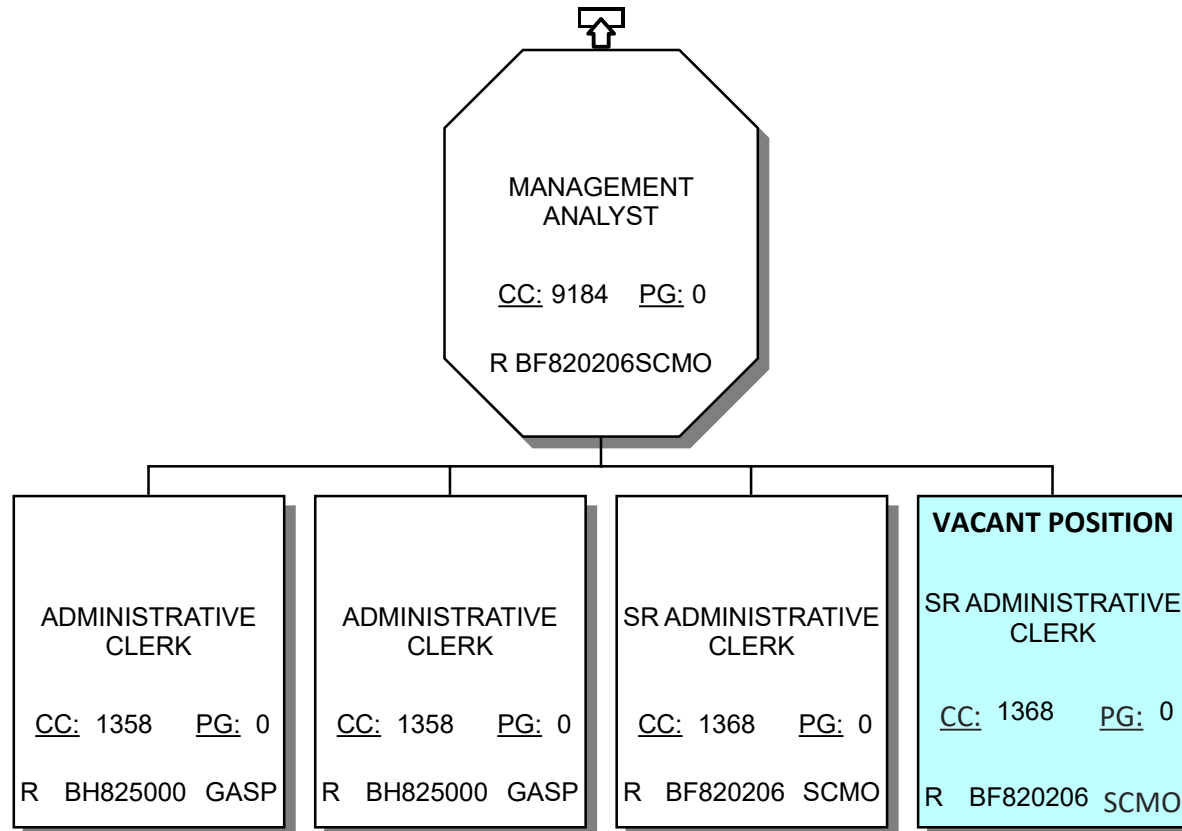 MANAGEMENT
ANALYST
CC: 9184 PG: 0
R BF820206SCMO
ADMINISTRATIVE
CLERK
CC: 1358 PG: 0
R BH825000 GASP
ADMINISTRATIVE
CLERK
CC: 1358 PG: 0
R BH825000 GASP
SR ADMINISTRATIVE
CLERK
CC: 1368 PG: 0
R BF820206 SCMO
VACANT POSITION
SR ADMINISTRATIVE
CLERK
CC: 1368 PG: 0
R BF820206 SCMO